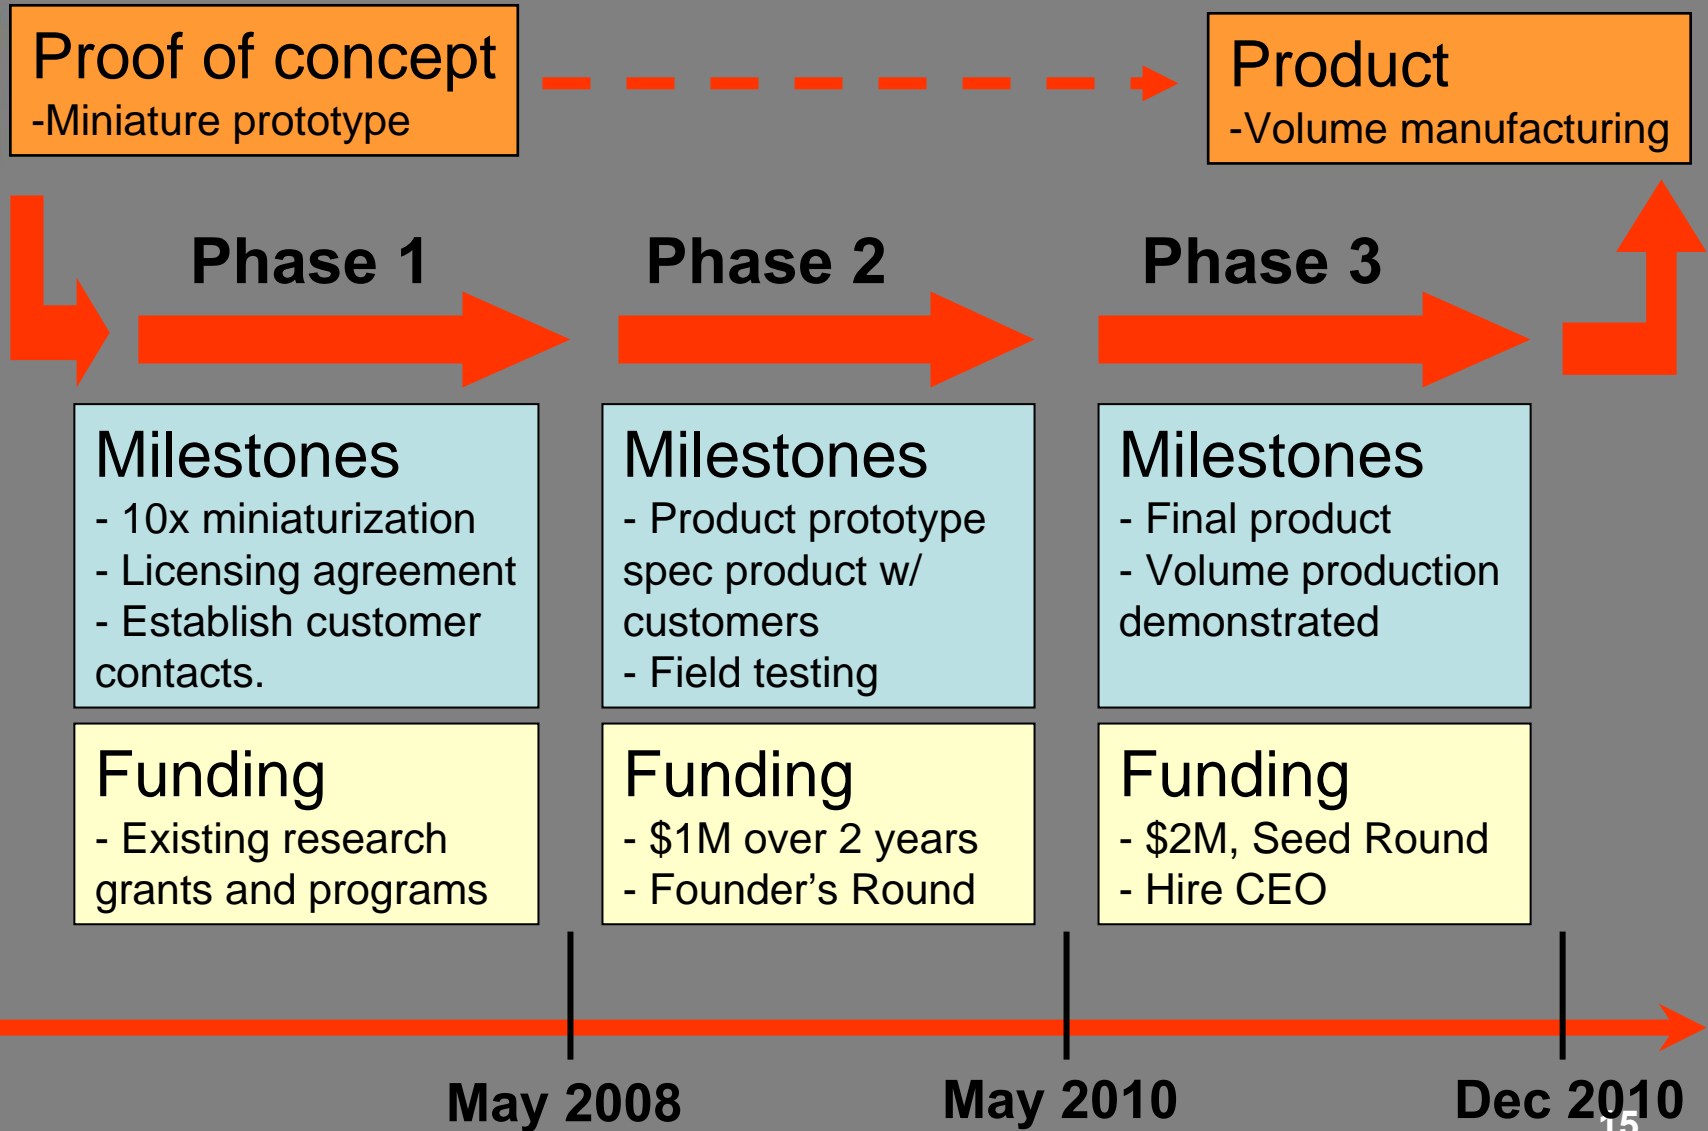 Proof of concept
-Miniature prototype
Product
-Volume manufacturing
Phase 1
Phase 2
Phase 3
Milestones
- 10x miniaturization
- Licensing agreement
- Establish customer
contacts.
Milestones
- Product prototype
spec product w/
customers
- Field testing
Milestones
- Final product
- Volume production
demonstrated
Funding
- Existing research
grants and programs
Funding
- $1M over 2 years
- Founder’s Round
Funding
- $2M, Seed Round
- Hire CEO
May 2008
May 2010
Dec 2010
15